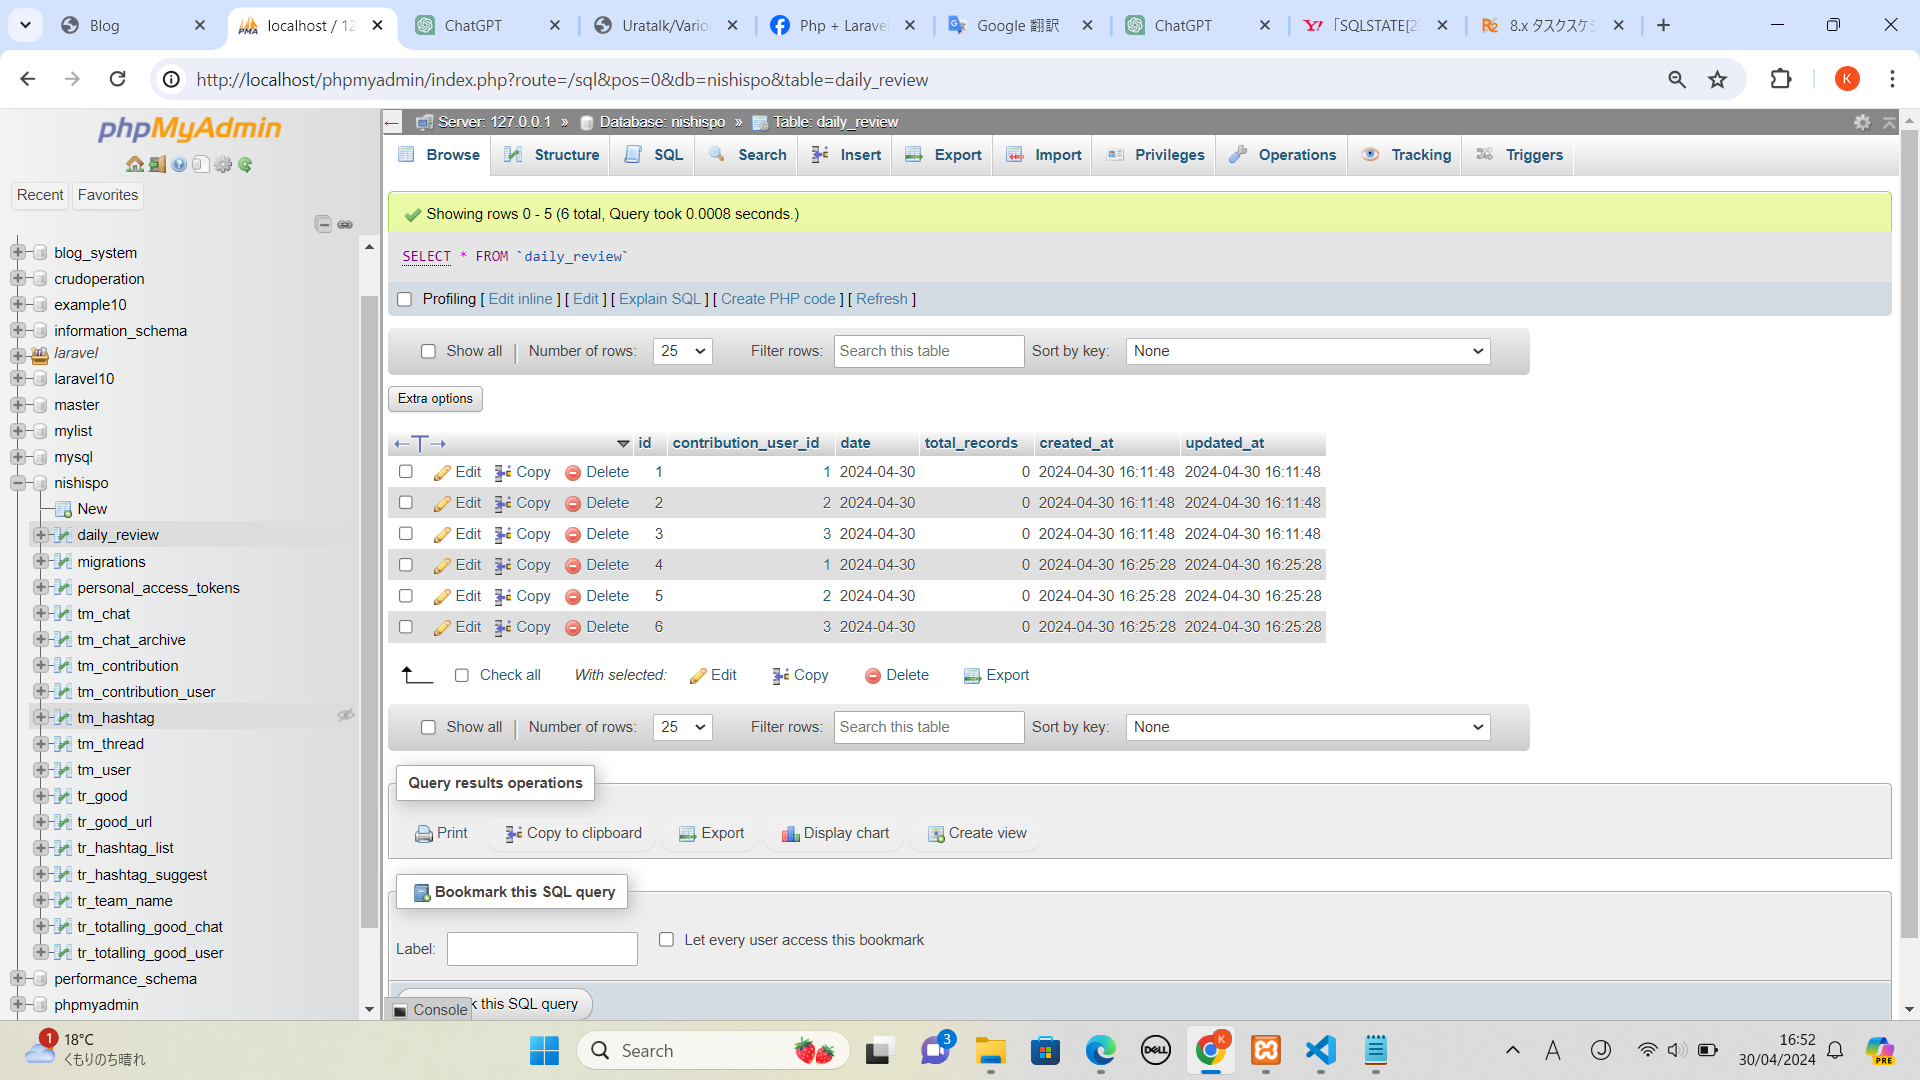 Blog
localhost / 12
ChatGPT
Uratalk/Vario
Php + Larave
Google 翻訳
ChatGPT
「SQLSTATE[23
8.x タスクスケジ
http://localhost/phpmyadmin/index.php?route=/sql&pos=0&db=nishispo&table=daily_review
K
phpMyAdmin
Recent
Favorites
blog_system
crudoperation
example10
information_schema
laravel
laravel10
master
mylist
mysql
nishispo
New
daily_review
migrations
personal_access_tokens
tm_chat
tm_chat_archive
tm_contribution
tm_contribution_user
tm_hashtag
tm_thread
tm_user
tr_good
tr_good_url
tr_hashtag_list
tr_hashtag_suggest
tr_team_name
tr_totalling_good_chat
tr_totalling_good_user
performance_schema
phpmyadmin
Server: 127.0.0.1 » Database: nishispo » Table: daily_review
Browse Structure SQL Search Insert Export Import Privileges Operations Tracking Triggers
Showing rows 0 - 5 (6 total, Query took 0.0008 seconds.)
SELECT * FROM `daily_review`
Profiling [ Edit inline ] [ Edit ] [ Explain SQL ] [ Create PHP code ] [ Refresh ]
Show all | Number of rows: 25 Filter rows: Search this table Sort by key: None
Extra options
←T→ id contribution_user_id date total_records created_at updated_at
Edit Copy Delete 1 1 2024-04-30 0 2024-04-30 16:11:48 2024-04-30 16:11:48
Edit Copy Delete 2 2 2024-04-30 0 2024-04-30 16:11:48 2024-04-30 16:11:48
Edit Copy Delete 3 3 2024-04-30 0 2024-04-30 16:11:48 2024-04-30 16:11:48
Edit Copy Delete 4 1 2024-04-30 0 2024-04-30 16:25:28 2024-04-30 16:25:28
Edit Copy Delete 5 2 2024-04-30 0 2024-04-30 16:25:28 2024-04-30 16:25:28
Edit Copy Delete 6 3 2024-04-30 0 2024-04-30 16:25:28 2024-04-30 16:25:28
Check all With selected: Edit Copy Delete Export
Show all | Number of rows: 25 Filter rows: Search this table Sort by key: None
Query results operations
Print Copy to clipboard Export Display chart Create view
Bookmark this SQL query
Label: Let every user access this bookmark
Console
k this SQL query
1
18°C
くもりのち晴れ
Search
3
DELL
K
A
J
16:52
30/04/2024
PRE